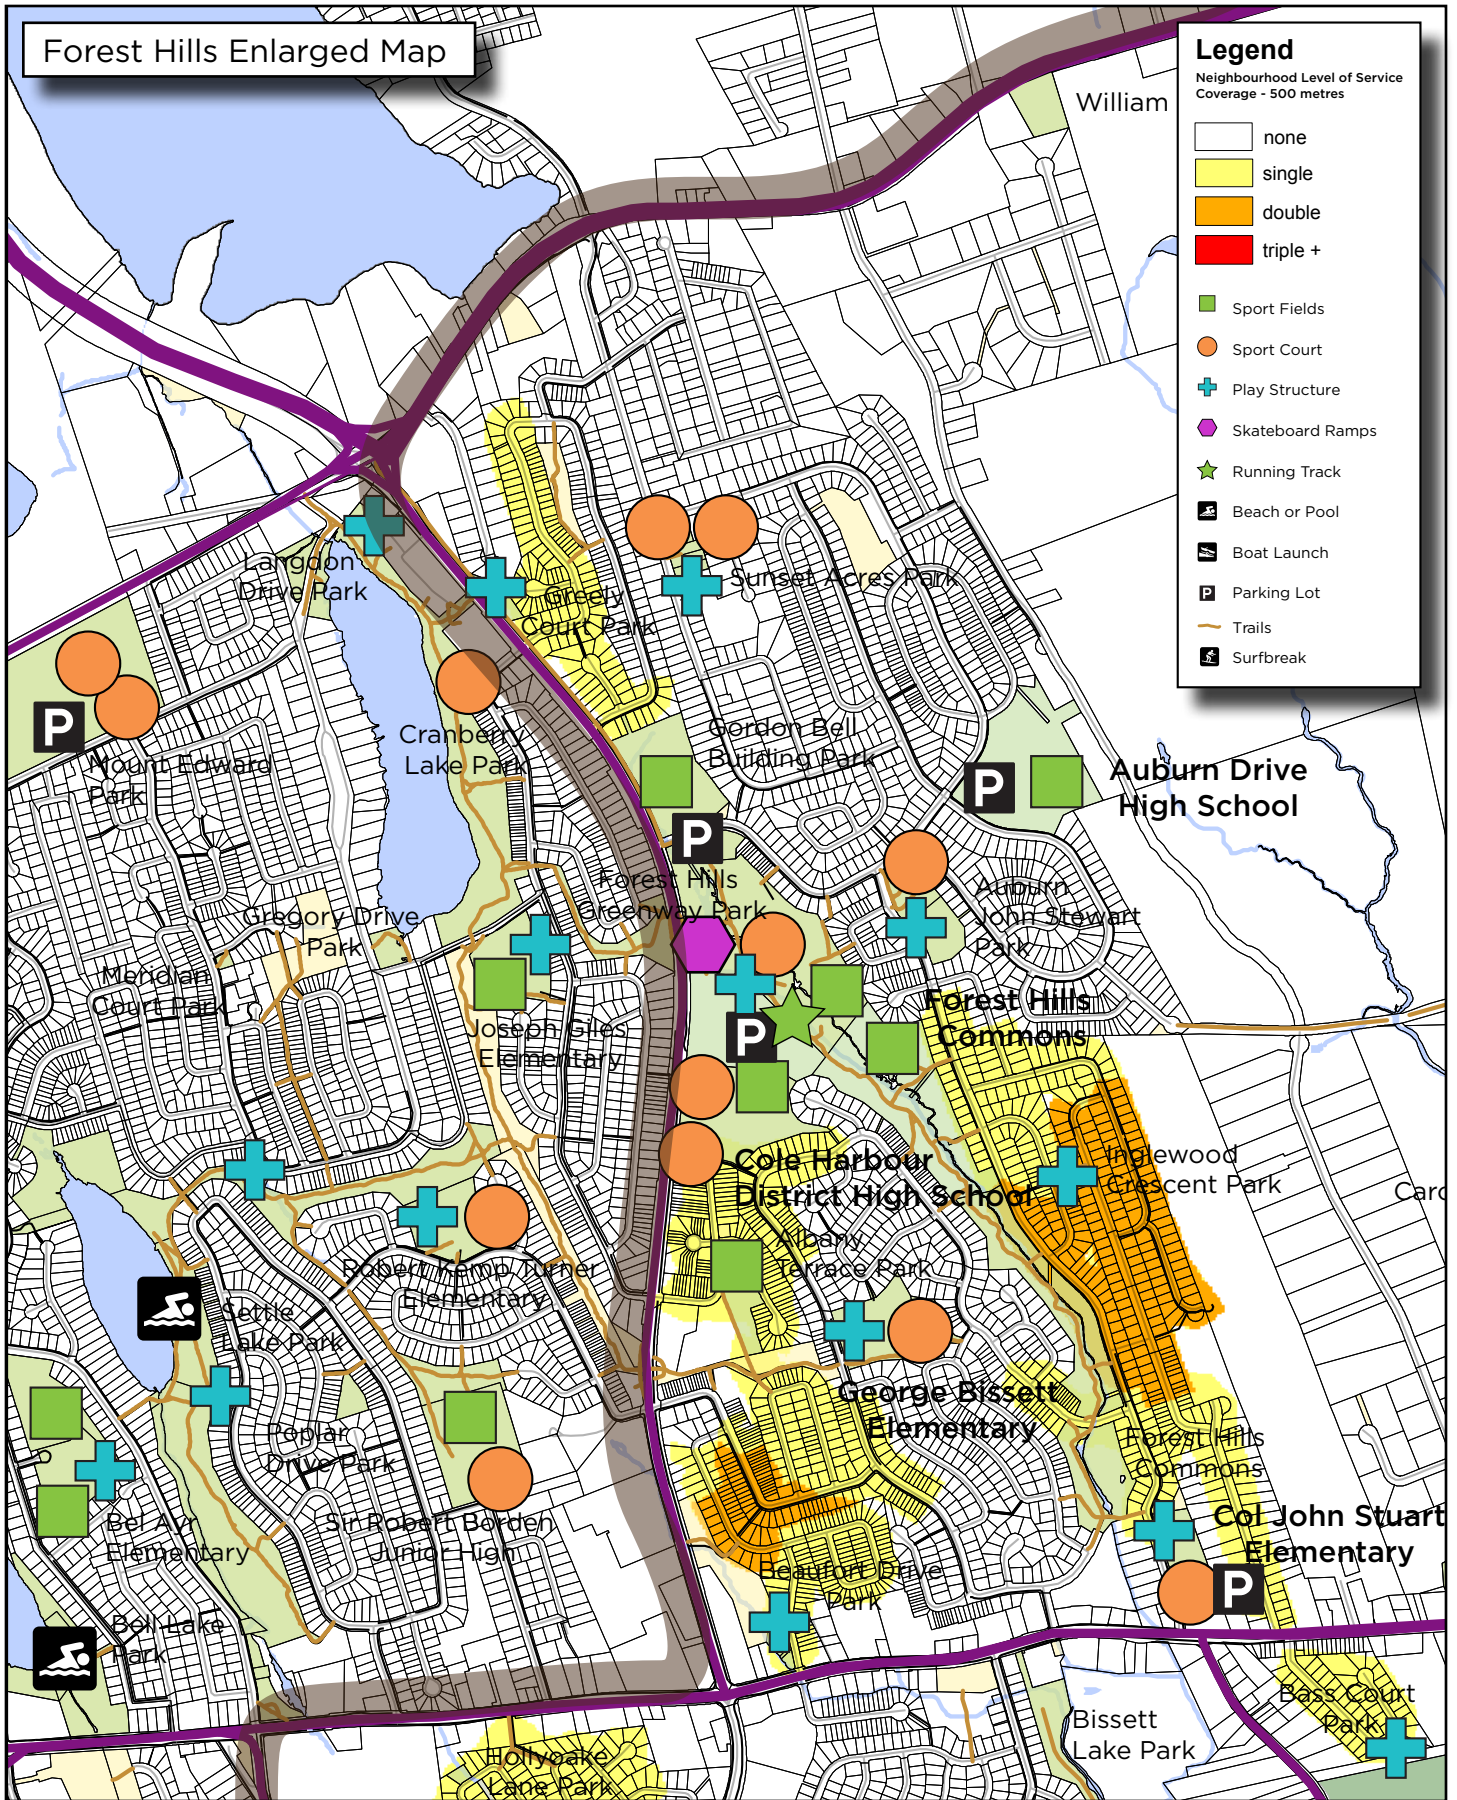 Forest Hills Enlarged Map
Legend
Neighbourhood Level of Service
Coverage - 500 metres
none
single
double
triple +
Sport Fields
Sport Court
Play Structure
Skateboard Ramps
Running Track
Beach or Pool
Boat Launch
P
Parking Lot
Trails
Surfbreak
William
Langdon
Drive Park
Greely
Court Park
Sunset Acres Park
P
Mount Edward
Park
Cranberry
Lake Park
Gordon Bell
Building Park
P
Auburn Drive
High School
P
Forest Hills
Greenway Park
Auburn
John Stewart
Park
Gregory Drive
Park
Meridian
Court Park
Joseph Giles
Elementary
P
Forest Hills
Commons
Cole Harbour
District High School
Inglewood
Crescent Park
Caro
Albany
Terrace Park
Robert Kemp Turner
Elementary
Settle
Lake Park
George Bissett
Elementary
Poplar
Drive Park
Forest Hills
Commons
Bel Ayr
Elementary
Sir Robert Borden
Junior High
Col John Stuart
Elementary
P
Beaufort Drive
Park
Bell Lake
Park
Bass Court
Park
Bissett
Lake Park
Hollyoake
Lane Park